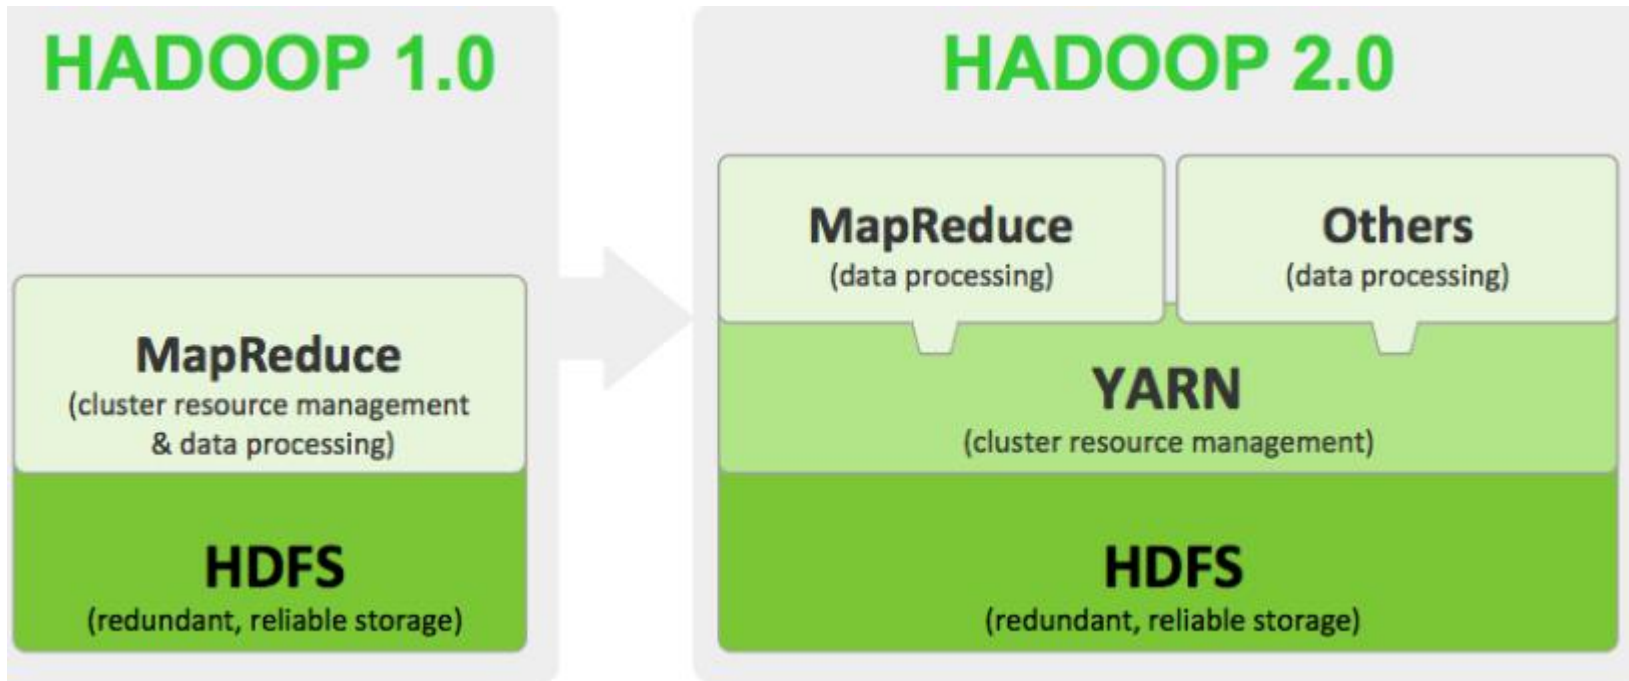 HADOOP 1.0
MapReduce
(cluster resource management
& data processing)
HDFS
(redundant, reliable storage)
HADOOP 2.0
MapReduce
(data processing)
Others
(data processing)
YARN
(cluster resource management)
HDFS
(redundant, reliable storage)